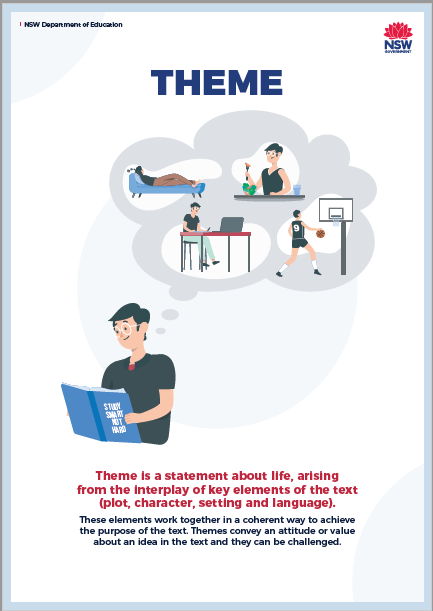 NSW Department of Education
NSW
GOVERNMENT
THEME
9
STUDY
SMART
NOT
HARD
Theme is a statement about life, arising
from the interplay of key elements of the text
(plot, character, setting and language).
These elements work together in a coherent way to achieve
the purpose of the text. Themes convey an attitude or value
about an idea in the text and they can be challenged.